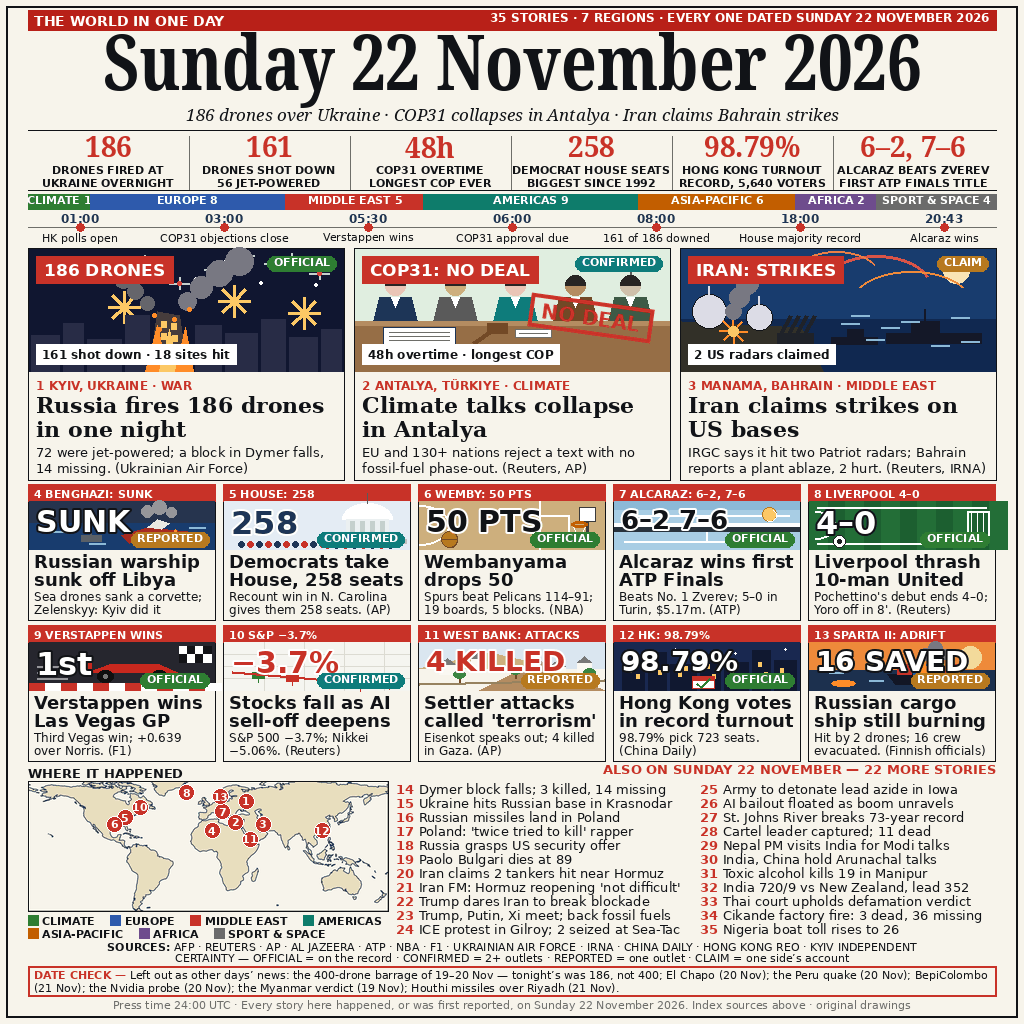 THE WORLD IN ONE DAY
35 STORIES · 7 REGIONS · EVERY ONE DATED SUNDAY 22 NOVEMBER 2026
Sunday 22 November 2026
186 drones over Ukraine · COP31 collapses in Antalya · Iran claims Bahrain strikes
186
DRONES FIRED AT
UKRAINE OVERNIGHT
161
DRONES SHOT DOWN
56 JET-POWERED
48h
COP31 OVERTIME
LONGEST COP EVER
258
DEMOCRAT HOUSE SEATS
BIGGEST SINCE 1992
98.79%
HONG KONG TURNOUT
RECORD, 5,640 VOTERS
6–2, 7–6
ALCARAZ BEATS ZVEREV
FIRST ATP FINALS TITLE
CLIMATE 1
EUROPE 8
MIDDLE EAST 5
AMERICAS 9
ASIA-PACIFIC 6
AFRICA 2
SPORT & SPACE 4
01:00
HK polls open
03:00
COP31 objections close
05:30
Verstappen wins
06:00
COP31 approval due
08:00
161 of 186 downed
18:00
House majority record
20:43
Alcaraz wins
186 DRONES
OFFICIAL
161 shot down · 18 sites hit
1 KYIV, UKRAINE · WAR
Russia fires 186 drones
in one night
72 were jet-powered; a block in Dymer falls,
14 missing. (Ukrainian Air Force)
COP31: NO DEAL
CONFIRMED
NO DEAL
48h overtime · longest COP
2 ANTALYA, TÜRKIYE · CLIMATE
Climate talks collapse
in Antalya
EU and 130+ nations reject a text with no
fossil-fuel phase-out. (Reuters, AP)
IRAN: STRIKES
CLAIM
2 US radars claimed
3 MANAMA, BAHRAIN · MIDDLE EAST
Iran claims strikes on
US bases
IRGC says it hit two Patriot radars; Bahrain
reports a plant ablaze, 2 hurt. (Reuters, IRNA)
4 BENGHAZI: SUNK
SUNK
REPORTED
Russian warship
sunk off Libya
Sea drones sank a corvette;
Zelenskyy: Kyiv did it
5 HOUSE: 258
258
CONFIRMED
Democrats take
House, 258 seats
Recount win in N. Carolina
gives them 258 seats. (AP)
6 WEMBY: 50 PTS
50 PTS
OFFICIAL
Wembanyama
drops 50
Spurs beat Pelicans 114–91;
19 boards, 5 blocks. (NBA)
7 ALCARAZ: 6–2, 7–6
6–2 7–6
OFFICIAL
Alcaraz wins first
ATP Finals
Beats No. 1 Zverev; 5–0 in
Turin, $5.17m. (ATP)
8 LIVERPOOL 4–0
4–0
OFFICIAL
Liverpool thrash
10-man United
Pochettino's debut ends 4–0;
Yoro off in 8'. (Reuters)
9 VERSTAPPEN WINS
1st
OFFICIAL
Verstappen wins
Las Vegas GP
Third Vegas win; +0.639
over Norris. (F1)
10 S&P −3.7%
−3.7%
CONFIRMED
Stocks fall as AI
sell-off deepens
S&P 500 −3.7%; Nikkei
−5.06%. (Reuters)
11 WEST BANK: ATTACKS
4 KILLED
REPORTED
Settler attacks
called 'terrorism'
Eisenkot speaks out; 4 killed
in Gaza. (AP)
12 HK: 98.79%
98.79%
OFFICIAL
Hong Kong votes
in record turnout
98.79% pick 723 seats.
(China Daily)
13 SPARTA II: ADRIFT
16 SAVED
REPORTED
Russian cargo
ship still burning
Hit by 2 drones; 16 crew
evacuated. (Finnish officials)
WHERE IT HAPPENED
8
13
1
10
5
6
7
2
4
3
11
12
CLIMATE
EUROPE
MIDDLE EAST
AMERICAS
ASIA-PACIFIC
AFRICA
SPORT & SPACE
ALSO ON SUNDAY 22 NOVEMBER — 22 MORE STORIES
14 Dymer block falls; 3 killed, 14 missing
15 Ukraine hits Russian base in Krasnodar
16 Russian missiles land in Poland
17 Poland: 'twice tried to kill' rapper
18 Russia grasps US security offer
19 Paolo Bulgari dies at 89
20 Iran claims 2 tankers hit near Hormuz
21 Iran FM: Hormuz reopening 'not difficult'
22 Trump dares Iran to break blockade
23 Trump, Putin, Xi meet; back fossil fuels
24 ICE protest in Gilroy; 2 seized at Sea-Tac
25 Army to detonate lead azide in Iowa
26 AI bailout floated as boom unravels
27 St. Johns River breaks 73-year record
28 Cartel leader captured; 11 dead
29 Nepal PM visits India for Modi talks
30 India, China hold Arunachal talks
31 Toxic alcohol kills 19 in Manipur
32 India 720/9 vs New Zealand, lead 352
33 Thai court upholds defamation verdict
34 Cikande factory fire: 3 dead, 36 missing
35 Nigeria boat toll rises to 26
SOURCES: AFP · REUTERS · AP · AL JAZEERA · ATP · NBA · F1 · UKRAINIAN AIR FORCE · IRNA · CHINA DAILY · HONG KONG REO · KYIV INDEPENDENT
CERTAINTY — OFFICIAL = on the record · CONFIRMED = 2+ outlets · REPORTED = one outlet · CLAIM = one side's account
DATE CHECK — Left out as other days' news: the 400-drone barrage of 19–20 Nov — tonight's was 186, not 400; El Chapo (20 Nov); the Peru quake (20 Nov); BepiColombo
(21 Nov); the Nvidia probe (20 Nov); the Myanmar verdict (19 Nov); Houthi missiles over Riyadh (21 Nov).
Press time 24:00 UTC · Every story here happened, or was first reported, on Sunday 22 November 2026. Index sources above · original drawings